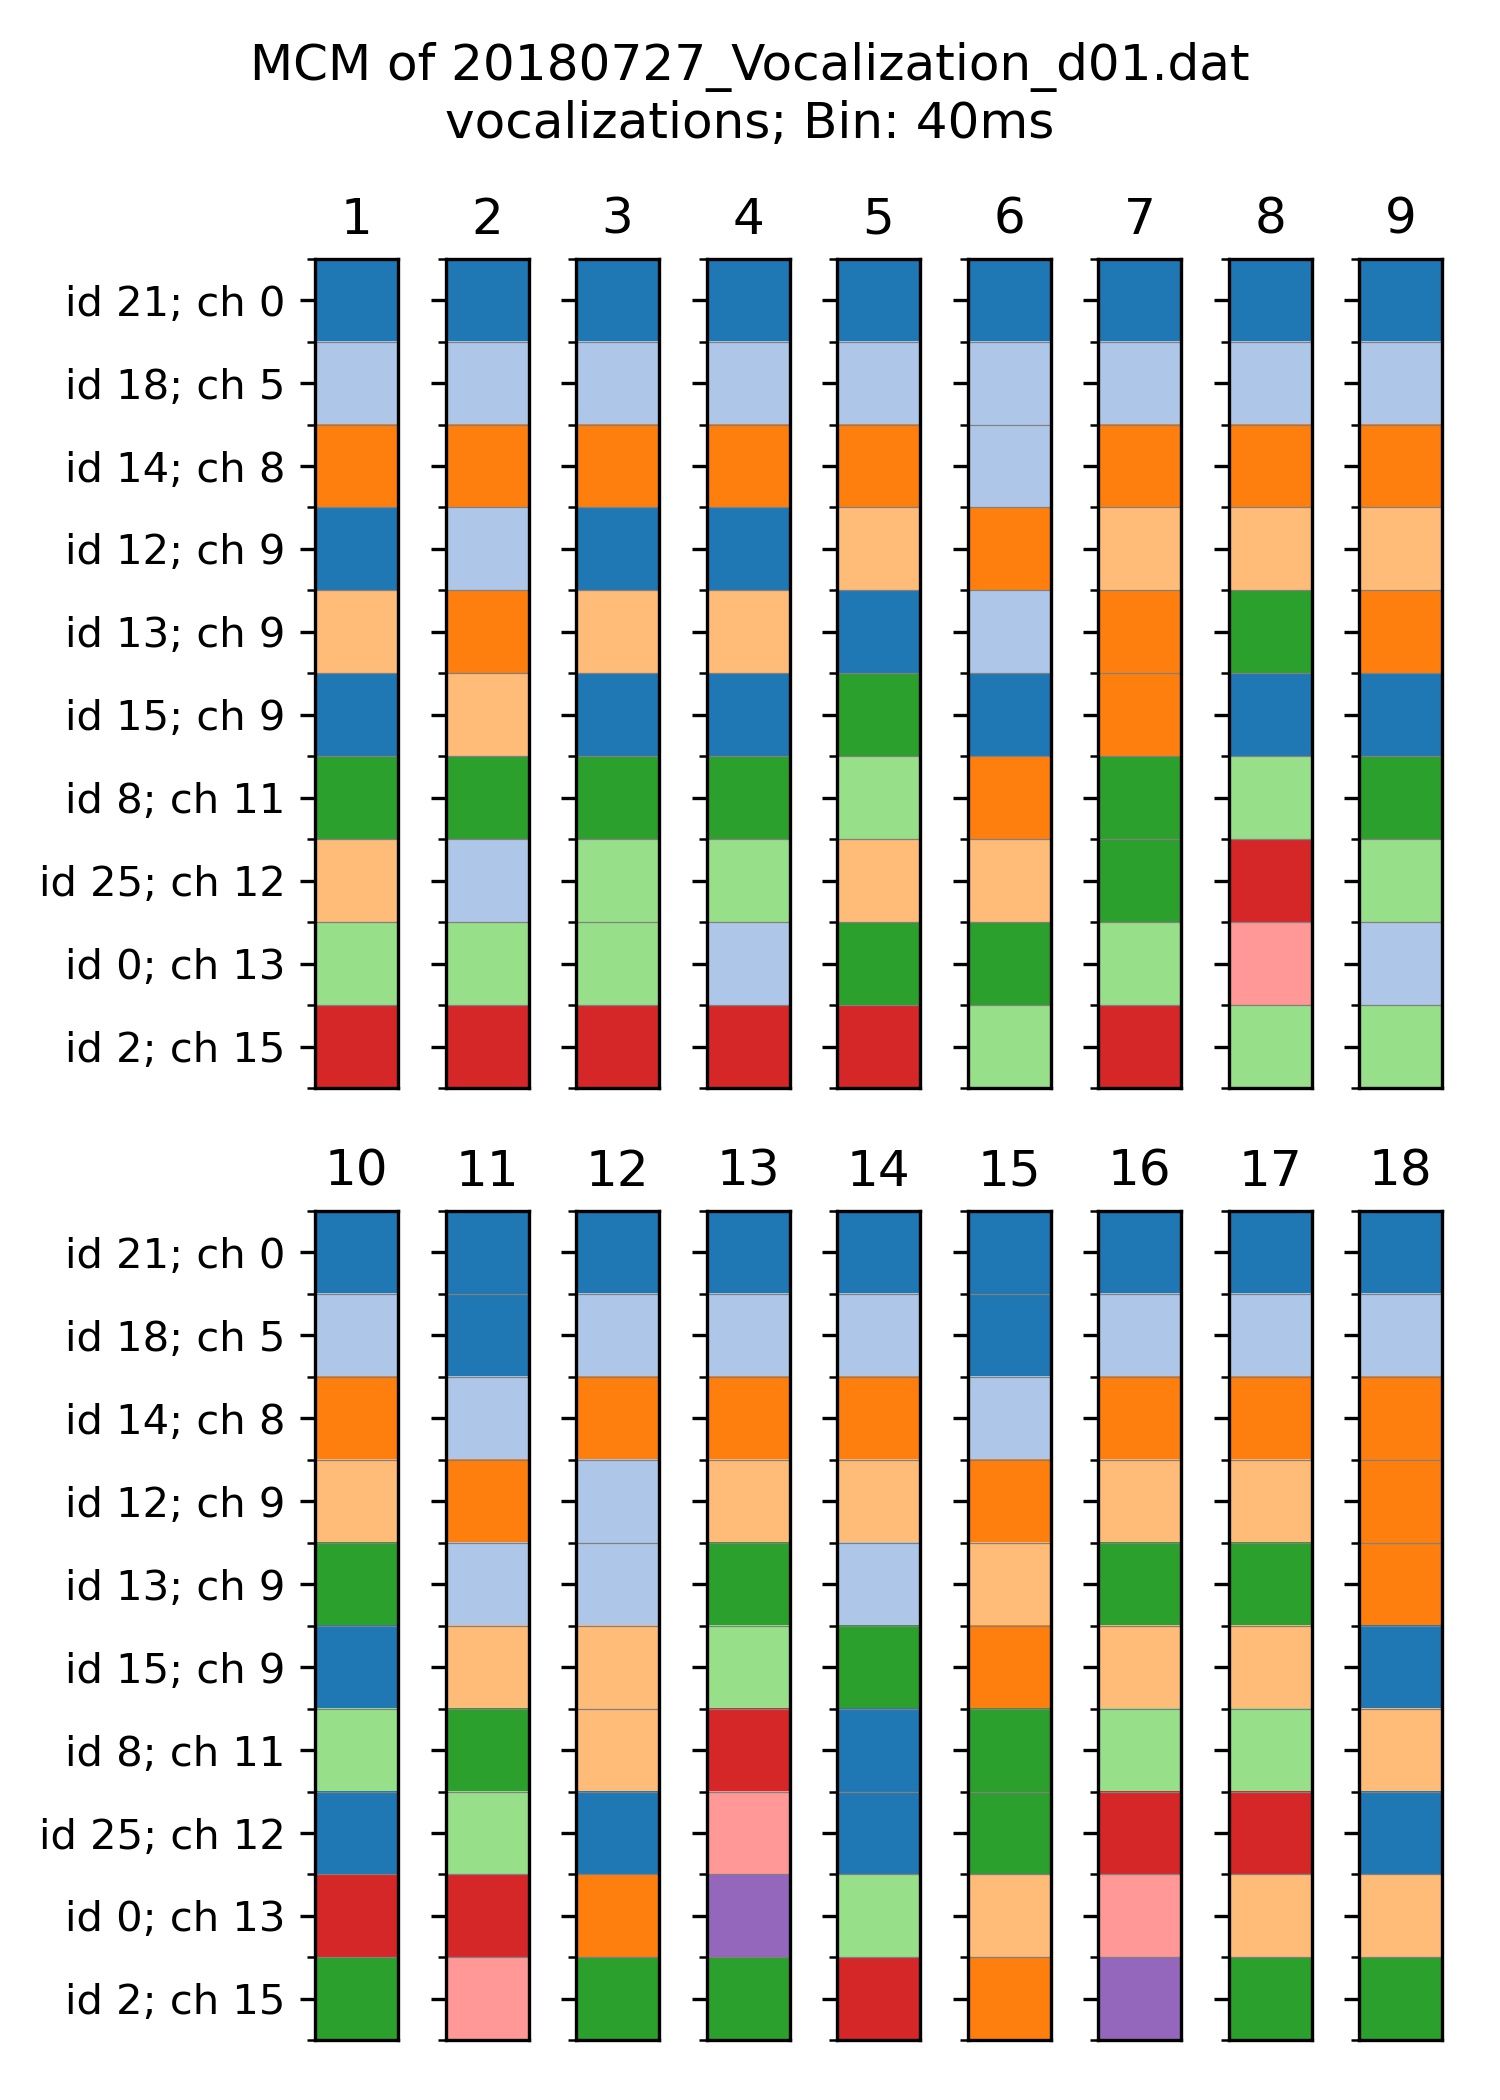 MCM of 20180727_Vocalization_d01.dat
vocalizations; Bin: 40ms
1 2 3 4 5 6 7 8 9
id 21; ch 0
id 18; ch 5
id 14; ch 8
id 12; ch 9
id 13; ch 9
id 15; ch 9
id 8; ch 11
id 25; ch 12
id 0; ch 13
id 2; ch 15
10 11 12 13 14 15 16 17 18
id 21; ch 0
id 18; ch 5
id 14; ch 8
id 12; ch 9
id 13; ch 9
id 15; ch 9
id 8; ch 11
id 25; ch 12
id 0; ch 13
id 2; ch 15